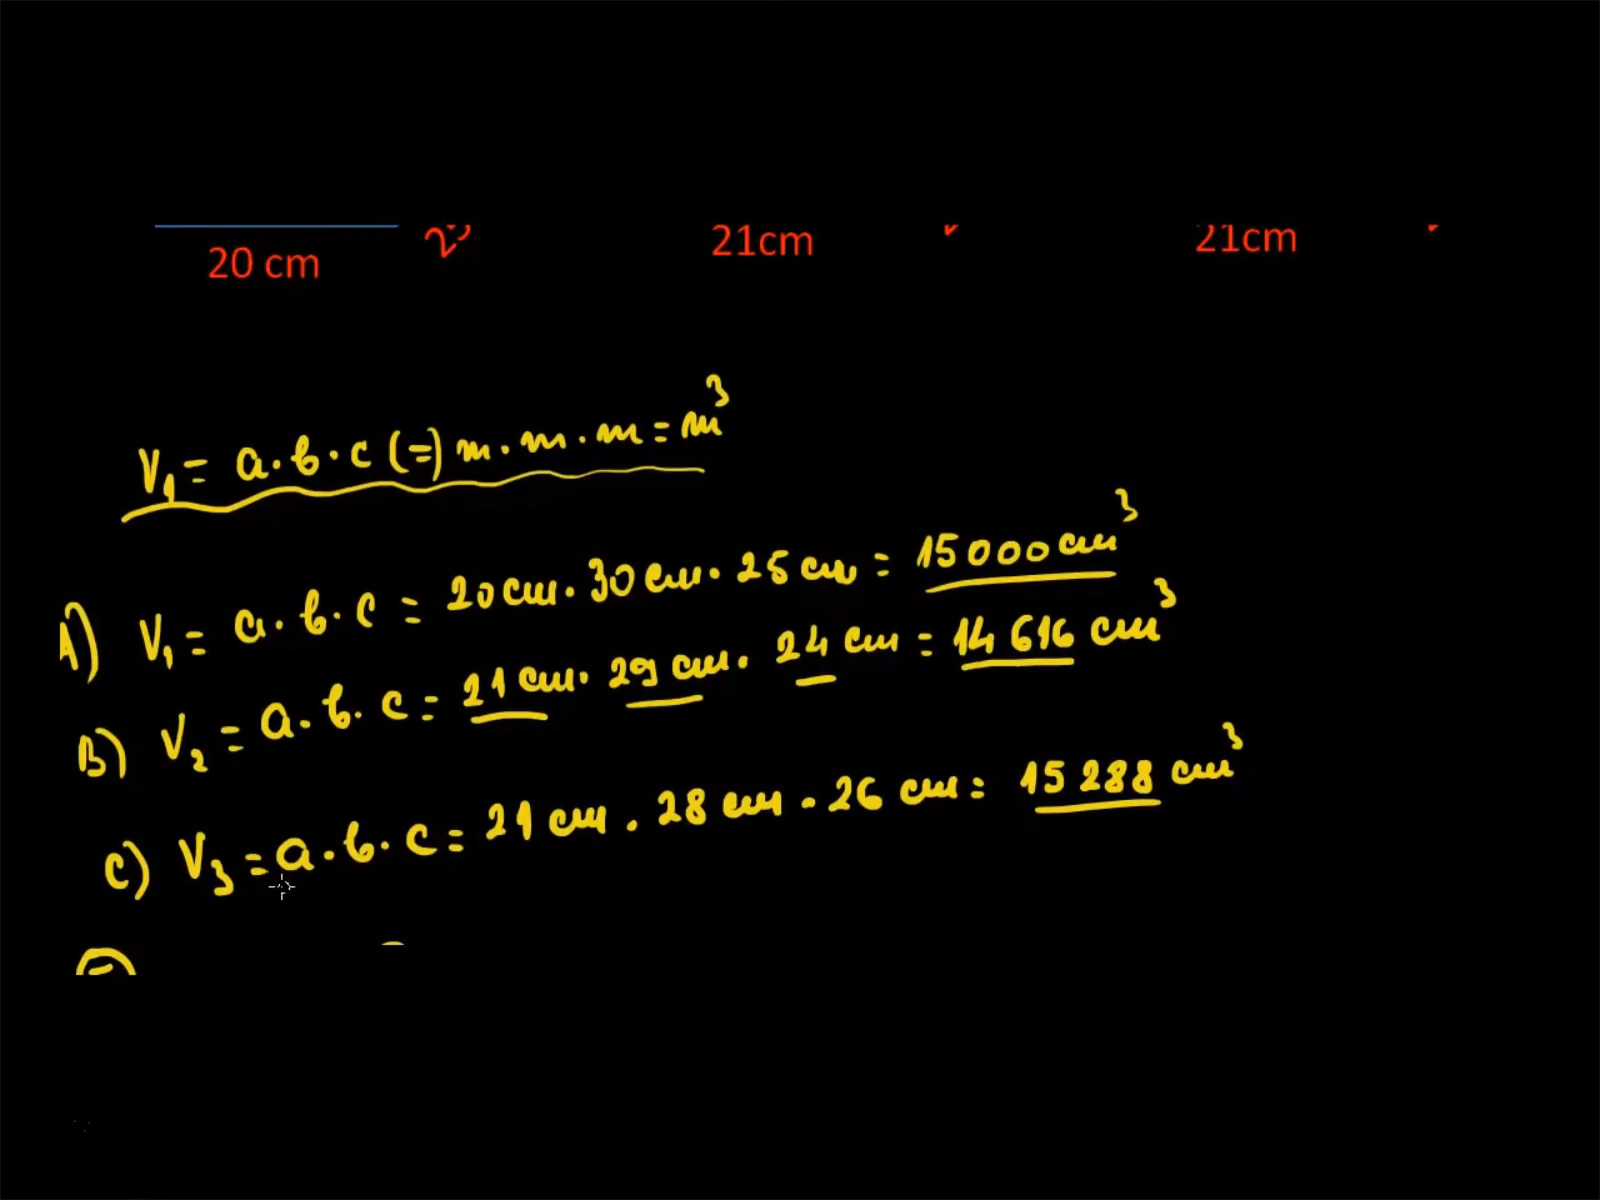 20 cm
21cm
21cm
V₁ = a · b · c (=) m · m · m = m³
A) V₁ = a · b · c = 20 cm · 30 cm · 25 cm = 15 000 cm³
B) V₂ = a · b · c = 21 cm · 29 cm · 24 cm = 14 616 cm³
C) V₃ = a · b · c = 21 cm · 28 cm · 26 cm = 15 288 cm³